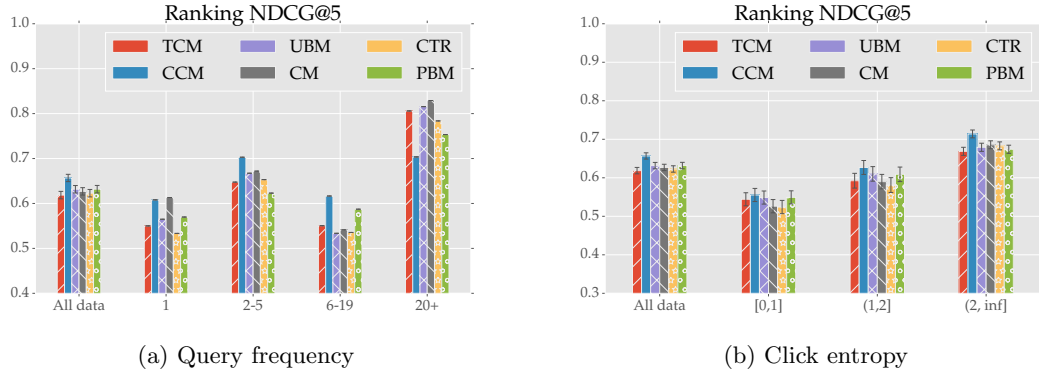 Ranking NDCG@5
1.0
0.9
0.8
0.7
0.6
0.5
0.4
TCM UBM CTR
CCM CM PBM
All data 1 2-5 6-19 20+
(a) Query frequency
Ranking NDCG@5
1.0
0.9
0.8
0.7
0.6
0.5
0.4
0.3
TCM UBM CTR
CCM CM PBM
All data [0,1] (1,2] (2, inf]
(b) Click entropy